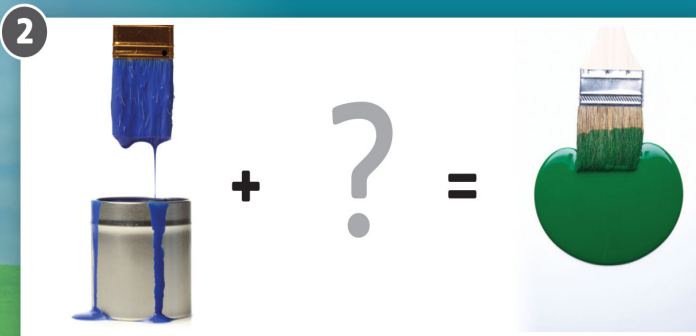 2
+ ? =